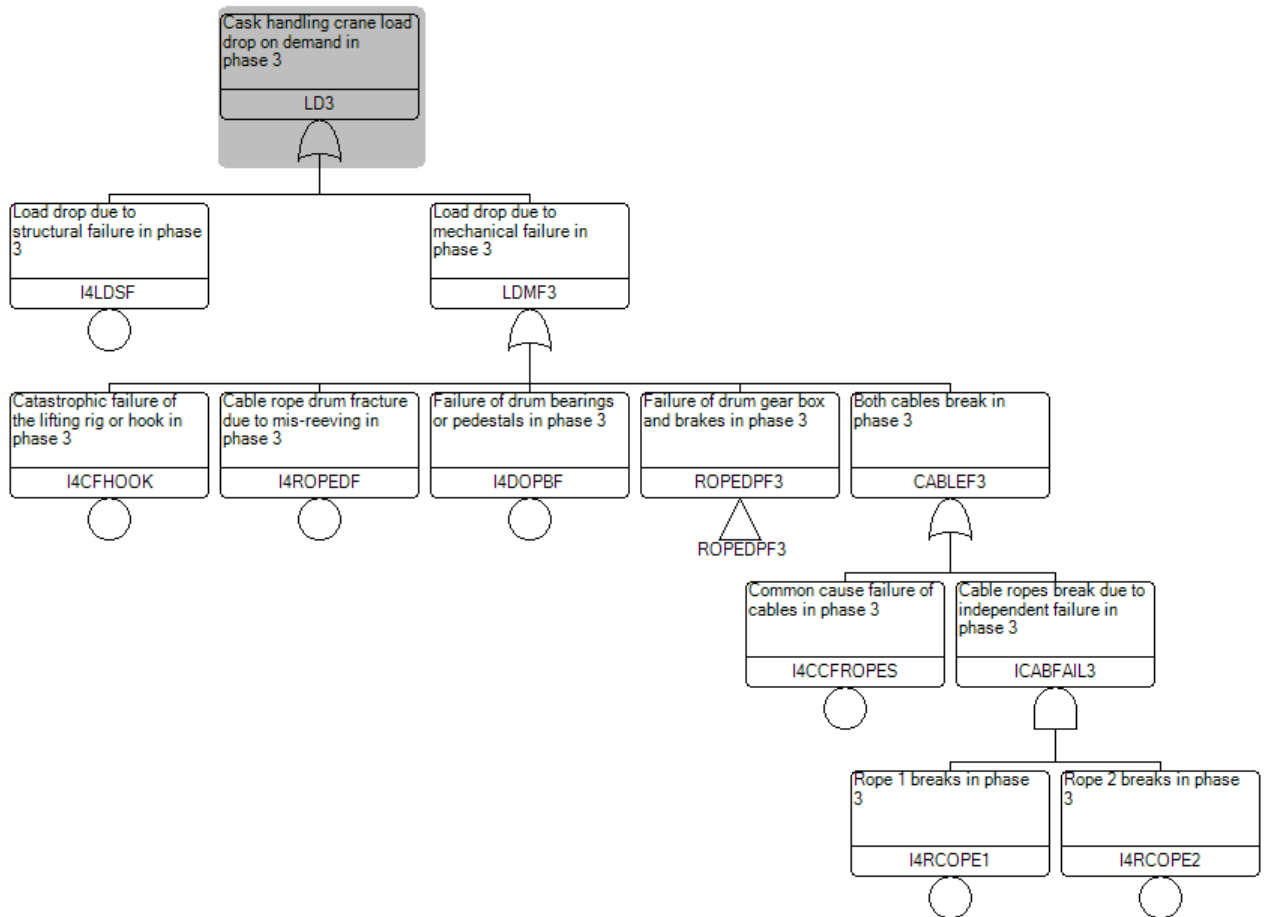 Cask handling crane load
drop on demand in
phase 3
LD3
Load drop due to
structural failure in phase
3
I4LDSF
Load drop due to
mechanical failure in
phase 3
LDMF3
Catastrophic failure of
the lifting rig or hook in
phase 3
I4CFHOOK
Cable rope drum fracture
due to mis-reeving in
phase 3
I4ROPEDF
Failure of drum bearings
or pedestals in phase 3
I4DOPBF
Failure of drum gear box
and brakes in phase 3
ROPEDPF3
ROPEDPF3
Both cables break in
phase 3
CABLEF3
Common cause failure of
cables in phase 3
I4CCFROPES
Cable ropes break due to
independent failure in
phase 3
ICABFAIL3
Rope 1 breaks in phase
3
I4RCOPE1
Rope 2 breaks in phase
3
I4RCOPE2